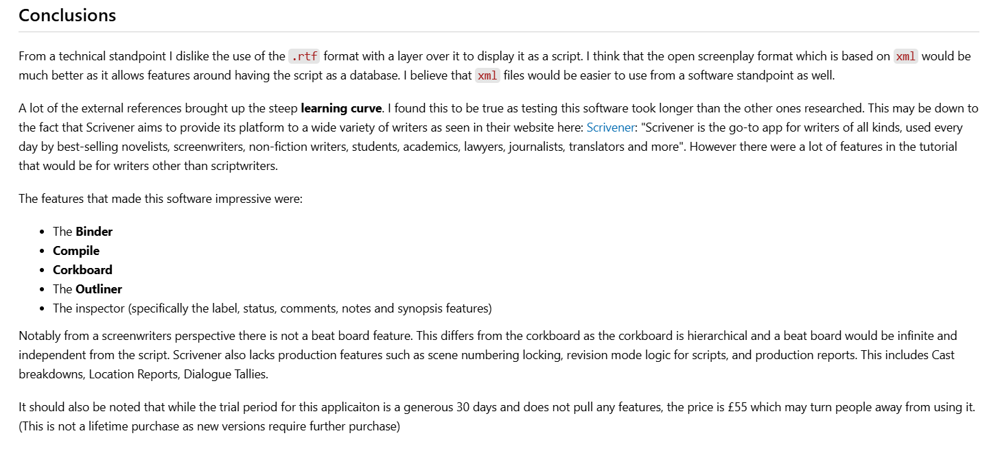 Conclusions
From a technical standpoint I dislike the use of the .rtf format with a layer over it to display it as a script. I think that the open screenplay format which is based on xml would be
much better as it allows features around having the script as a database. I believe that xml files would be easier to use from a software standpoint as well.
A lot of the external references brought up the steep learning curve. I found this to be true as testing this software took longer than the other ones researched. This may be down to
the fact that Scrivener aims to provide its platform to a wide variety of writers as seen in their website here: Scrivener: "Scrivener is the go-to app for writers of all kinds, used every
day by best-selling novelists, screenwriters, non-fiction writers, students, academics, lawyers, journalists, translators and more". However there were a lot of features in the tutorial
that would be for writers other than scriptwriters.
The features that made this software impressive were:
• The Binder
• Compile
• Corkboard
• The Outliner
• The inspector (specifically the label, status, comments, notes and synopsis features)
Notably from a screenwriters perspective there is not a beat board feature. This differs from the corkboard as the corkboard is hierarchical and a beat board would be infinite and
independent from the script. Scrivener also lacks production features such as scene numbering locking, revision mode logic for scripts, and production reports. This includes Cast
breakdowns, Location Reports, Dialogue Tallies.
It should also be noted that while the trial period for this applicaiton is a generous 30 days and does not pull any features, the price is £55 which may turn people away from using it.
(This is not a lifetime purchase as new versions require further purchase)